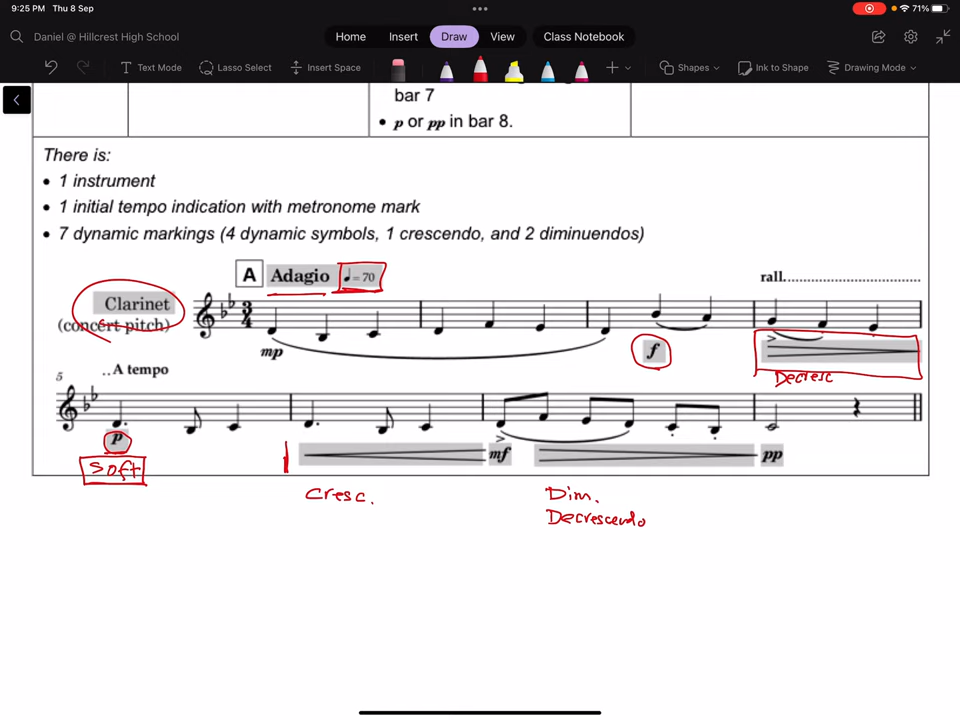 9:25 PM Thu 8 Sep
71%
Daniel @ Hillcrest High School
Home Insert Draw View Class Notebook
Text Mode Lasso Select Insert Space Shapes Ink to Shape Drawing Mode
bar 7
• p or pp in bar 8.
There is:
• 1 instrument
• 1 initial tempo indication with metronome mark
• 7 dynamic markings (4 dynamic symbols, 1 crescendo, and 2 diminuendos)
A Adagio ♩= 70
rall.
Clarinet
(concert pitch)
3
4
mp f
Decresc
5
..A tempo
p
soft
mf pp
Cresc. Dim.
Decrescendo